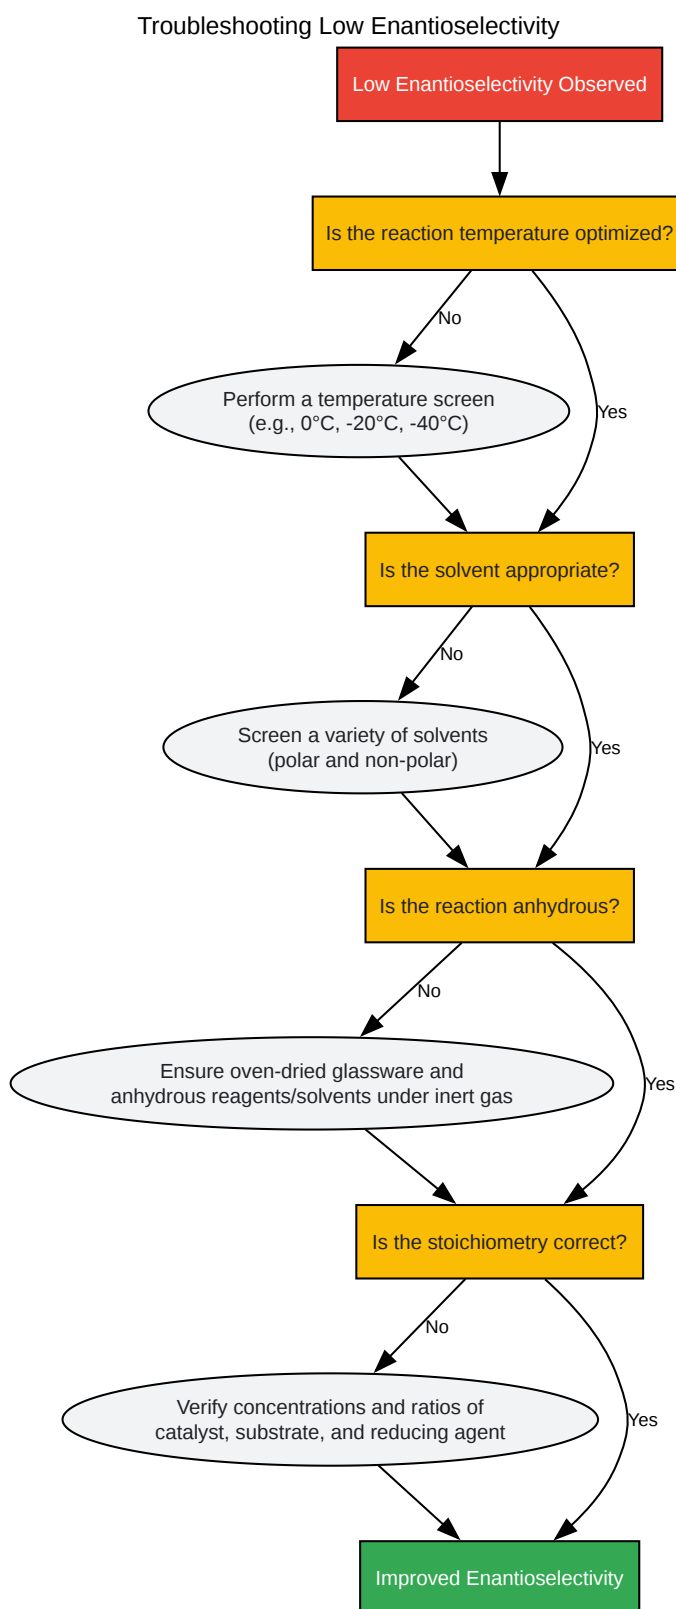 Troubleshooting Low Enantioselectivity
Low Enantioselectivity Observed
Is the reaction temperature optimized?
No
Perform a temperature screen
(e.g., 0°C, -20°C, -40°C)
Yes
Is the solvent appropriate?
No
Screen a variety of solvents
(polar and non-polar)
Yes
Is the reaction anhydrous?
No
Ensure oven-dried glassware and
anhydrous reagents/solvents under inert gas
Yes
Is the stoichiometry correct?
No
Verify concentrations and ratios of
catalyst, substrate, and reducing agent
Yes
Improved Enantioselectivity